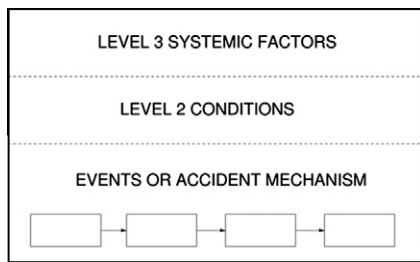 LEVEL 3 SYSTEMIC FACTORS
LEVEL 2 CONDITIONS
EVENTS OR ACCIDENT MECHANISM